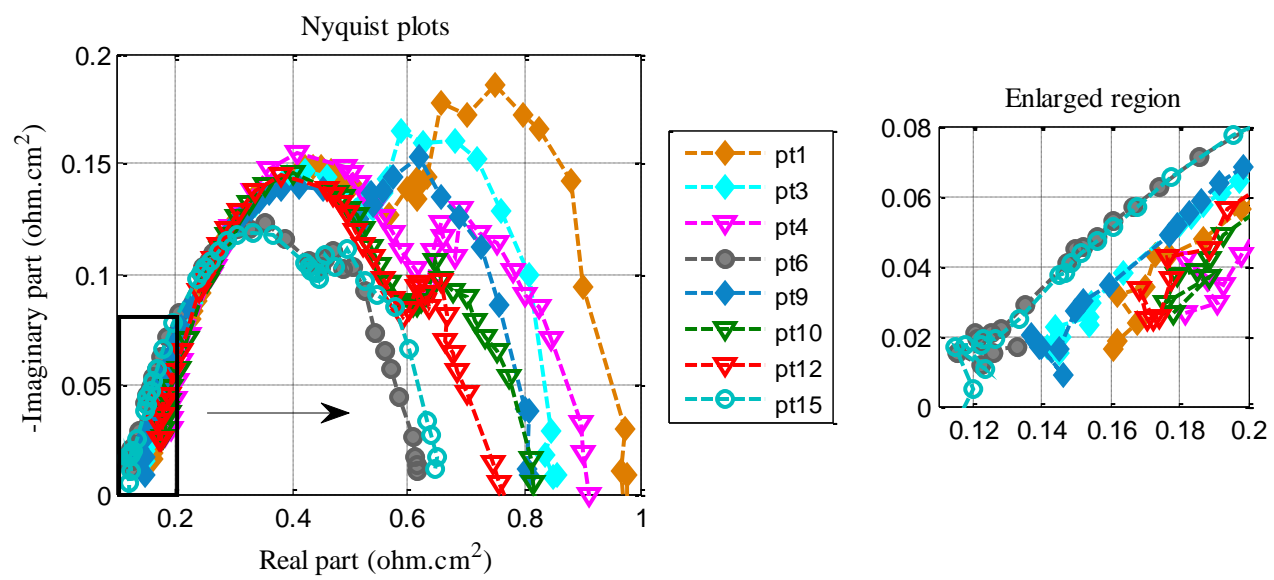 Nyquist plots
0.2
0.15
0.1
0.05
0
0.2
0.4
0.6
0.8
1
-Imaginary part (ohm.cm²)
Real part (ohm.cm²)
pt1
pt3
pt4
pt6
pt9
pt10
pt12
pt15
Enlarged region
0.08
0.06
0.04
0.02
0
0.12
0.14
0.16
0.18
0.2